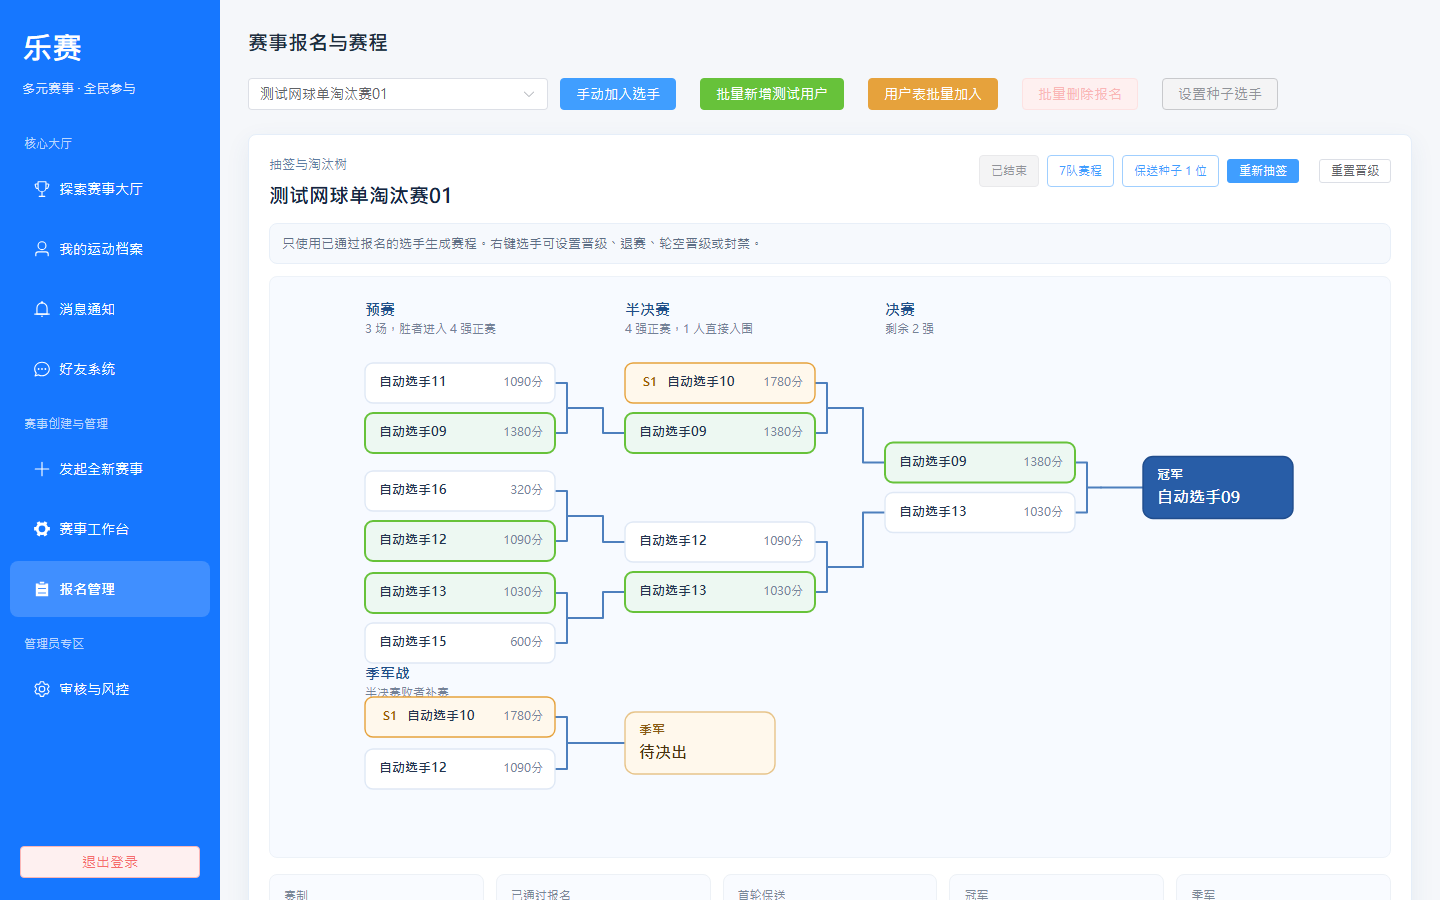 乐赛
多元赛事 · 全民参与
核心大厅
探索赛事大厅
我的运动档案
消息通知
好友系统
赛事创建与管理
发起全新赛事
赛事工作台
报名管理
管理员专区
审核与风控
退出登录
赛事报名与赛程
测试网球单淘汰赛01
手动加入选手
批量新增测试用户
用户表批量加入
批量删除报名
设置种子选手
抽签与淘汰树
测试网球单淘汰赛01
已结束
7队赛程
保送种子 1 位
重新抽签
重置晋级
只使用已通过报名的选手生成赛程。右键选手可设置晋级、退赛、轮空晋级或封禁。
预赛
3 场，胜者进入 4 强正赛
自动选手11 1090分
自动选手09 1380分
自动选手16 320分
自动选手12 1090分
自动选手13 1030分
自动选手15 600分
半决赛
4 强正赛，1 人直接入围
S1 自动选手10 1780分
自动选手09 1380分
自动选手12 1090分
自动选手13 1030分
决赛
剩余 2 强
自动选手09 1380分
自动选手13 1030分
冠军
自动选手09
季军战
半决赛败者补赛
S1 自动选手10 1780分
自动选手12 1090分
季军
待决出
赛制
已通过报名
首轮保送
冠军
季军